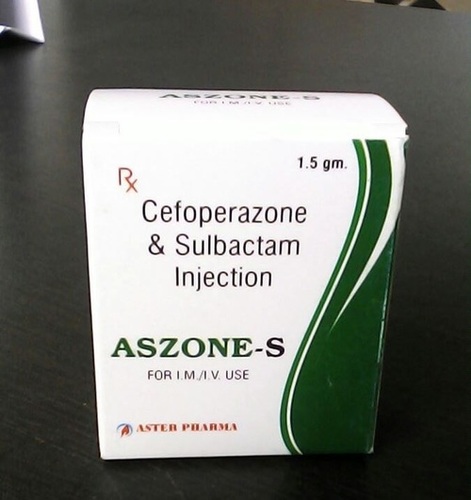 ASZONE-S
FOR I.M./I.V. USE
1.5 gm.
Rx
Cefoperazone
& Sulbactam
Injection
ASZONE-S
FOR I.M./I.V. USE
ASTER PHARMA